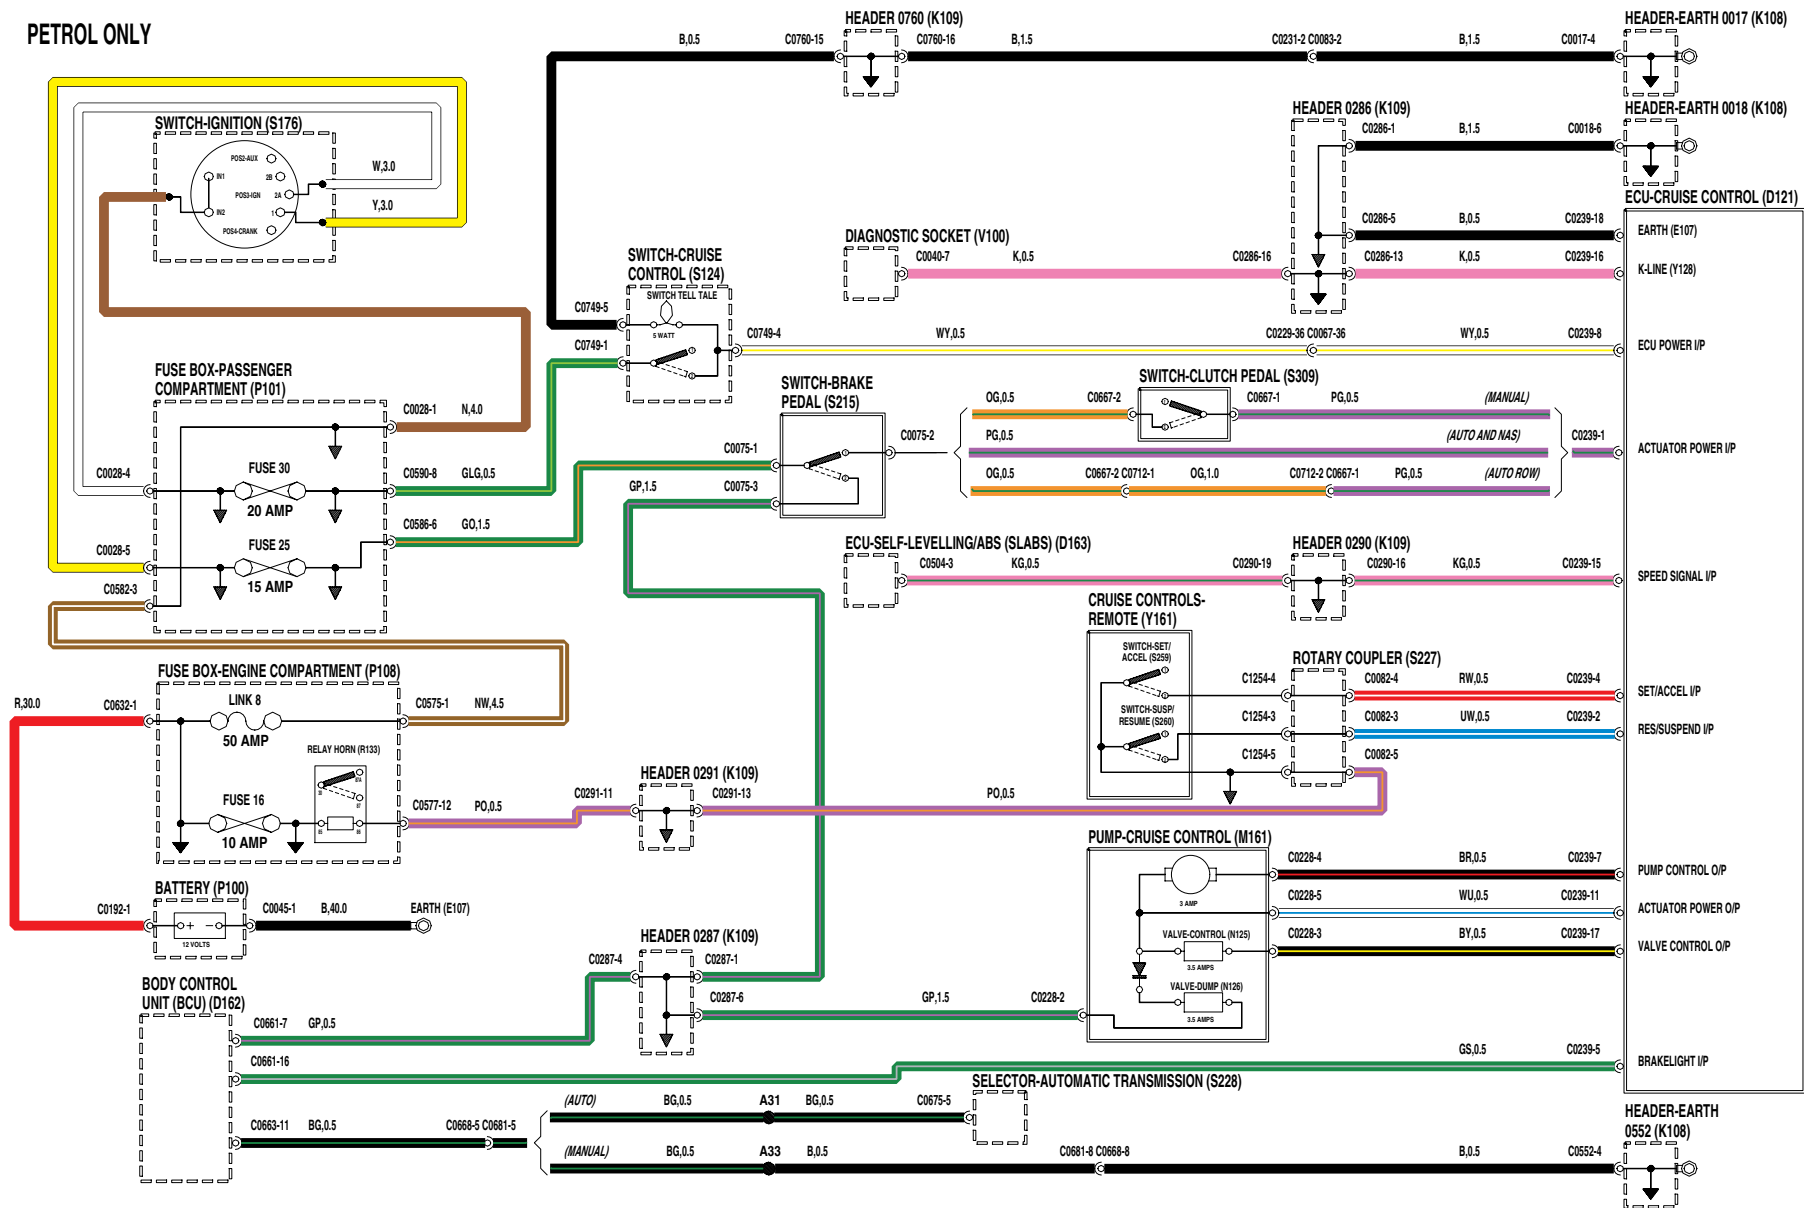 PETROL ONLY
HEADER 0760 (K109)
HEADER-EARTH 0017 (K108)
B,0.5
C0760-15
C0760-16
B,1.5
C0231-2 C0083-2
B,1.5
C0017-4
HEADER 0286 (K109)
HEADER-EARTH 0018 (K108)
C0286-1
B,1.5
C0018-6
SWITCH-IGNITION (S176)
POS2-AUX
IN1
2B
POS3-IGN
2A
IN2
1
POS4-CRANK
W,3.0
Y,3.0
ECU-CRUISE CONTROL (D121)
C0286-5
B,0.5
C0239-18
EARTH (E107)
DIAGNOSTIC SOCKET (V100)
C0040-7
K,0.5
C0286-16
C0286-13
K,0.5
C0239-16
K-LINE (Y128)
SWITCH-CRUISE
CONTROL (S124)
SWITCH TELL TALE
5 WATT
C0749-5
C0749-1
C0749-4
WY,0.5
C0229-36 C0067-36
WY,0.5
C0239-8
ECU POWER I/P
FUSE BOX-PASSENGER
COMPARTMENT (P101)
C0028-1
N,4.0
C0028-4
FUSE 30
20 AMP
C0590-8
GLG,0.5
C0586-6
GO,1.5
C0028-5
FUSE 25
15 AMP
C0582-3
SWITCH-BRAKE
PEDAL (S215)
C0075-1
C0075-3
GP,1.5
C0075-2
SWITCH-CLUTCH PEDAL (S309)
OG,0.5
C0667-2
C0667-1
PG,0.5
(MANUAL)
PG,0.5
(AUTO AND NAS)
C0239-1
ACTUATOR POWER I/P
OG,0.5
C0667-2 C0712-1
OG,1.0
C0712-2 C0667-1
PG,0.5
(AUTO ROW)
ECU-SELF-LEVELLING/ABS (SLABS) (D163)
C0504-3
KG,0.5
C0290-19
HEADER 0290 (K109)
C0290-16
KG,0.5
C0239-15
SPEED SIGNAL I/P
CRUISE CONTROLS-
REMOTE (Y161)
SWITCH-SET/
ACCEL (S259)
SWITCH-SUSP/
RESUME (S260)
ROTARY COUPLER (S227)
C1254-4
C0082-4
RW,0.5
C0239-4
SET/ACCEL I/P
C1254-3
C0082-3
UW,0.5
C0239-2
RES/SUSPEND I/P
C1254-5
C0082-5
FUSE BOX-ENGINE COMPARTMENT (P108)
R,30.0
C0632-1
LINK 8
50 AMP
C0575-1
NW,4.5
RELAY HORN (R133)
87A
30
87
85
86
FUSE 16
10 AMP
C0577-12
PO,0.5
C0291-11
HEADER 0291 (K109)
C0291-13
PO,0.5
PUMP-CRUISE CONTROL (M161)
3 AMP
C0228-4
BR,0.5
C0239-7
PUMP CONTROL O/P
C0228-5
WU,0.5
C0239-11
ACTUATOR POWER O/P
VALVE-CONTROL (N125)
3.5 AMPS
C0228-3
BY,0.5
C0239-17
VALVE CONTROL O/P
VALVE-DUMP (N126)
3.5 AMPS
BATTERY (P100)
12 VOLTS
C0192-1
C0045-1
B,40.0
EARTH (E107)
HEADER 0287 (K109)
C0287-4
C0287-1
C0287-6
GP,1.5
C0228-2
BODY CONTROL
UNIT (BCU) (D162)
C0661-7
GP,0.5
C0661-16
GS,0.5
C0239-5
BRAKELIGHT I/P
SELECTOR-AUTOMATIC TRANSMISSION (S228)
(AUTO)
BG,0.5
A31
BG,0.5
C0675-5
C0663-11
BG,0.5
C0668-5 C0681-5
(MANUAL)
BG,0.5
A33
B,0.5
C0681-8 C0668-8
B,0.5
C0552-4
HEADER-EARTH
0552 (K108)